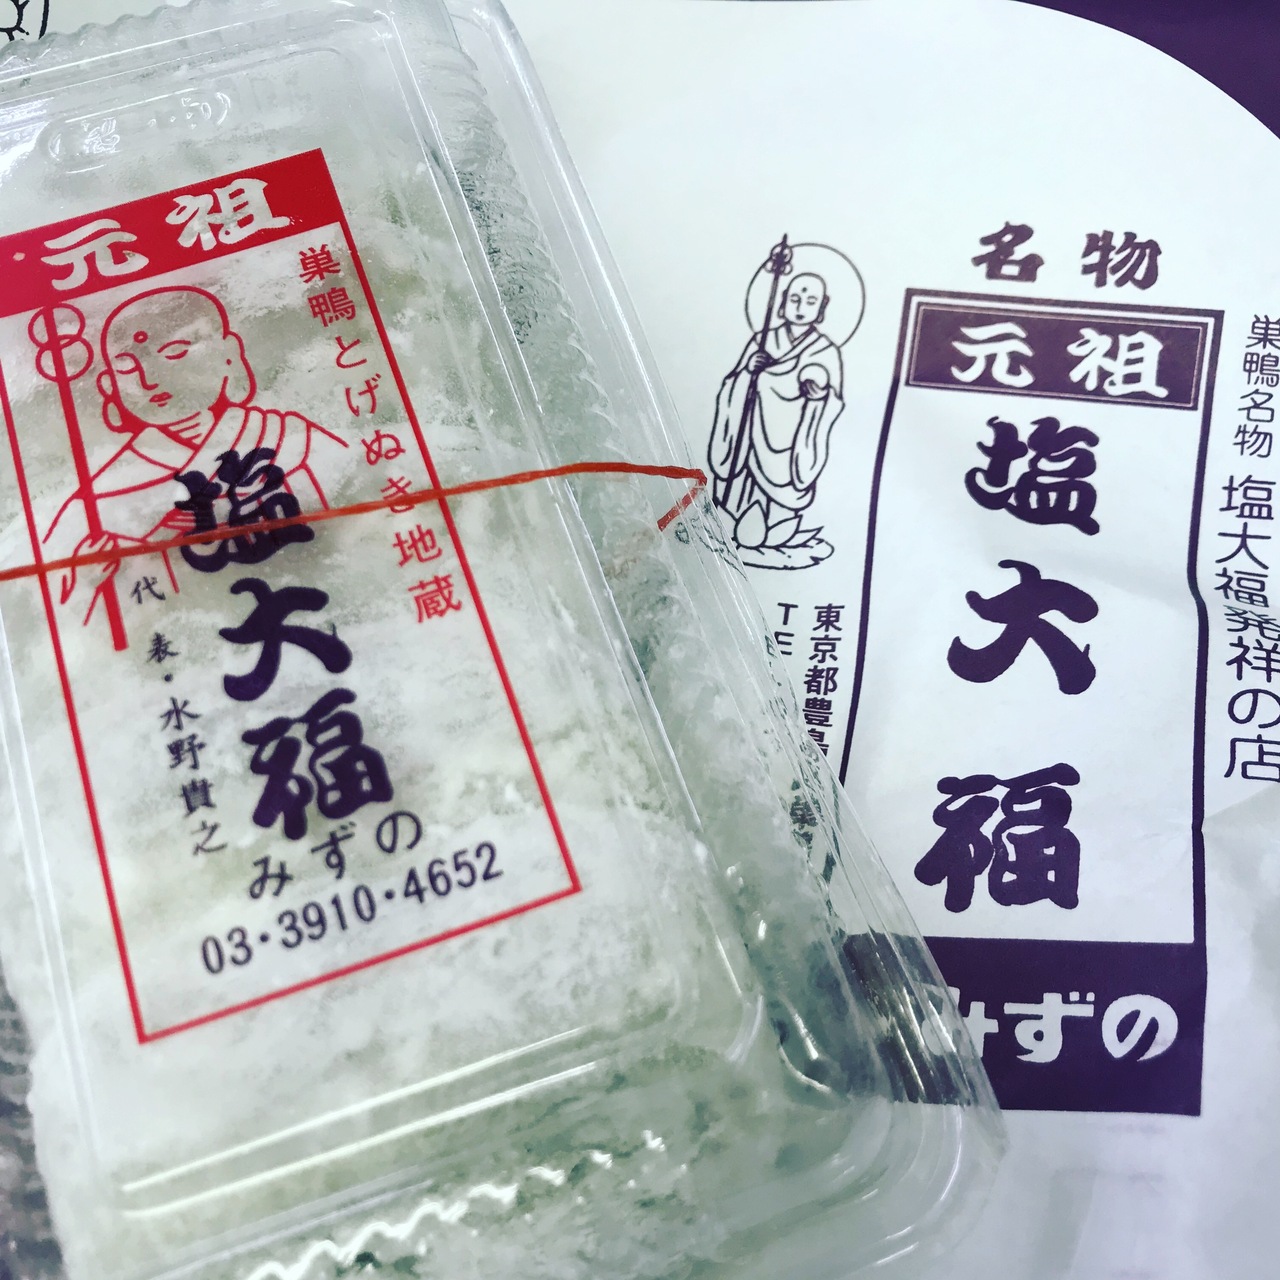 元祖
巣鴨とげぬき地蔵
塩大福
代表・水野貴之
みずの
03・3910・4652
名物
巣鴨名物 塩大福発祥の店
元祖
塩大福
みずの
東京都豊島
TE